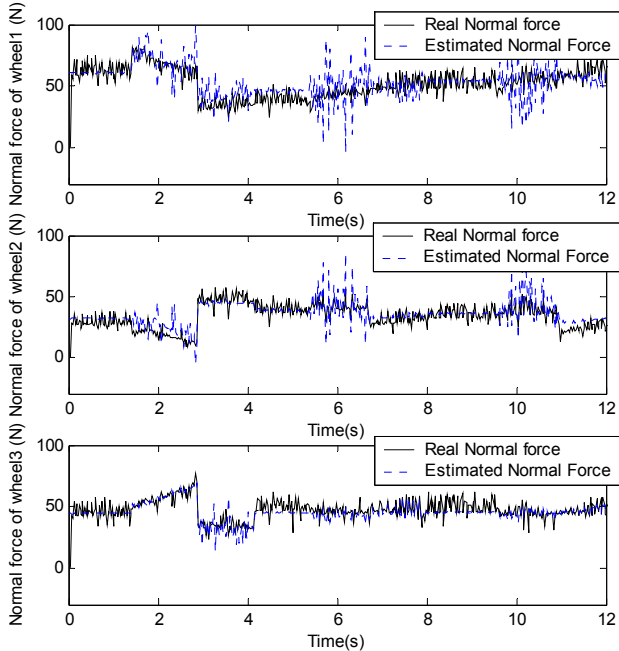 Normal force of wheel1 (N)
100
50
0
Real Normal force
Estimated Normal Force
0 2 4 6 8 10 12
Time(s)
Normal force of wheel2 (N)
100
50
0
Real Normal force
Estimated Normal Force
0 2 4 6 8 10 12
Time(s)
Normal force of wheel3 (N)
100
50
0
Real Normal force
Estimated Normal Force
0 2 4 6 8 10 12
Time(s)